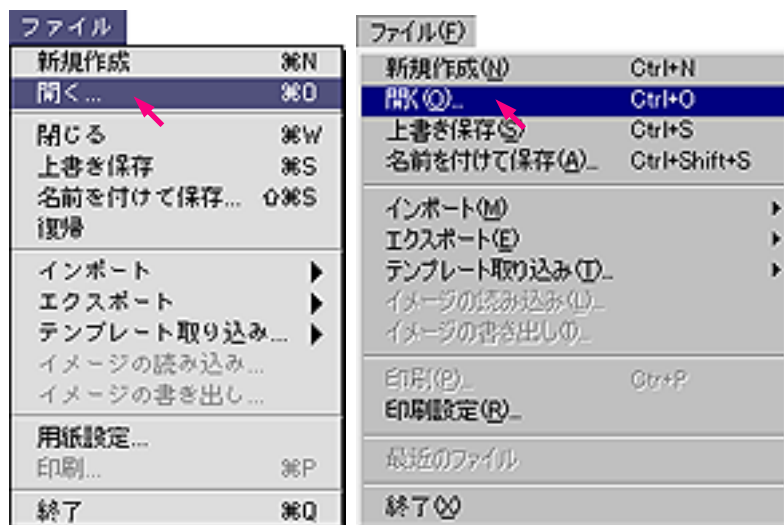 ファイル
新規作成 ⌘N
開く... ⌘O
閉じる ⌘W
上書き保存 ⌘S
名前を付けて保存... ⇧⌘S
復帰
インポート
エクスポート
テンプレート取り込み...
イメージの読み込み...
イメージの書き出し...
用紙設定...
印刷... ⌘P
終了 ⌘Q
ファイル(F)
新規作成(N) Ctrl+N
開く(O)... Ctrl+O
上書き保存(S) Ctrl+S
名前を付けて保存(A)... Ctrl+Shift+S
インポート(M)
エクスポート(E)
テンプレート取り込み(T)...
イメージの読み込み(L)...
イメージの書き出し(I)...
印刷(P)... Ctr+P
印刷設定(R)...
最近のファイル
終了(X)